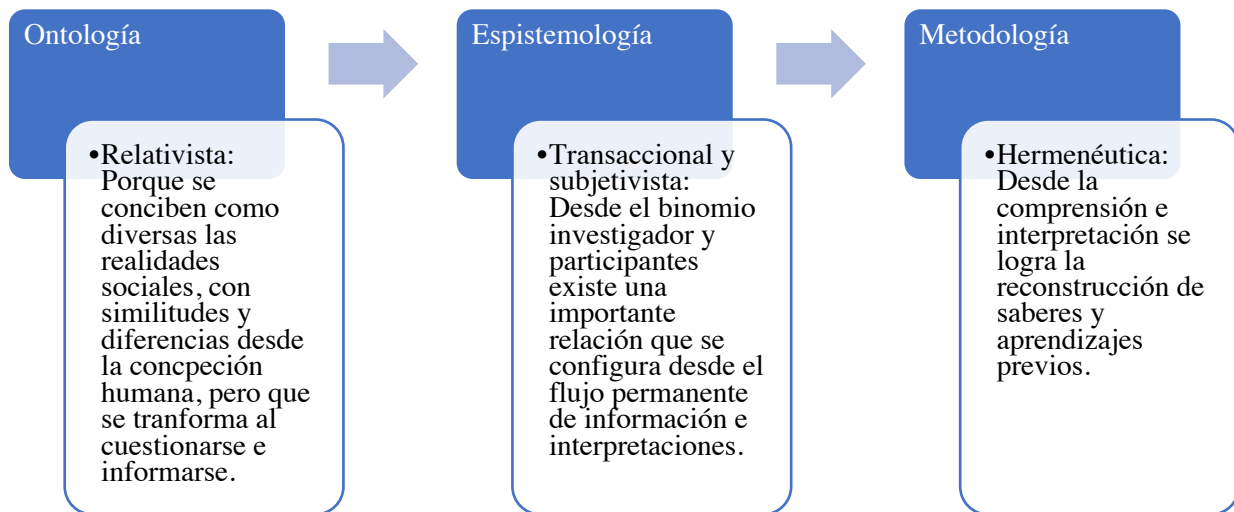 Ontología
•Relativista:
Porque se
conciben como
diversas las
realidades
sociales, con
similitudes y
diferencias desde
la concpeción
humana, pero que
se tranforma al
cuestionarse e
informarse.
Espistemología
•Transaccional y
subjetivista:
Desde el binomio
investigador y
participantes
existe una
importante
relación que se
configura desde el
flujo permanente
de información e
interpretaciones.
Metodología
•Hermenéutica:
Desde la
comprensión e
interpretación se
logra la
reconstrucción de
saberes y
aprendizajes
previos.